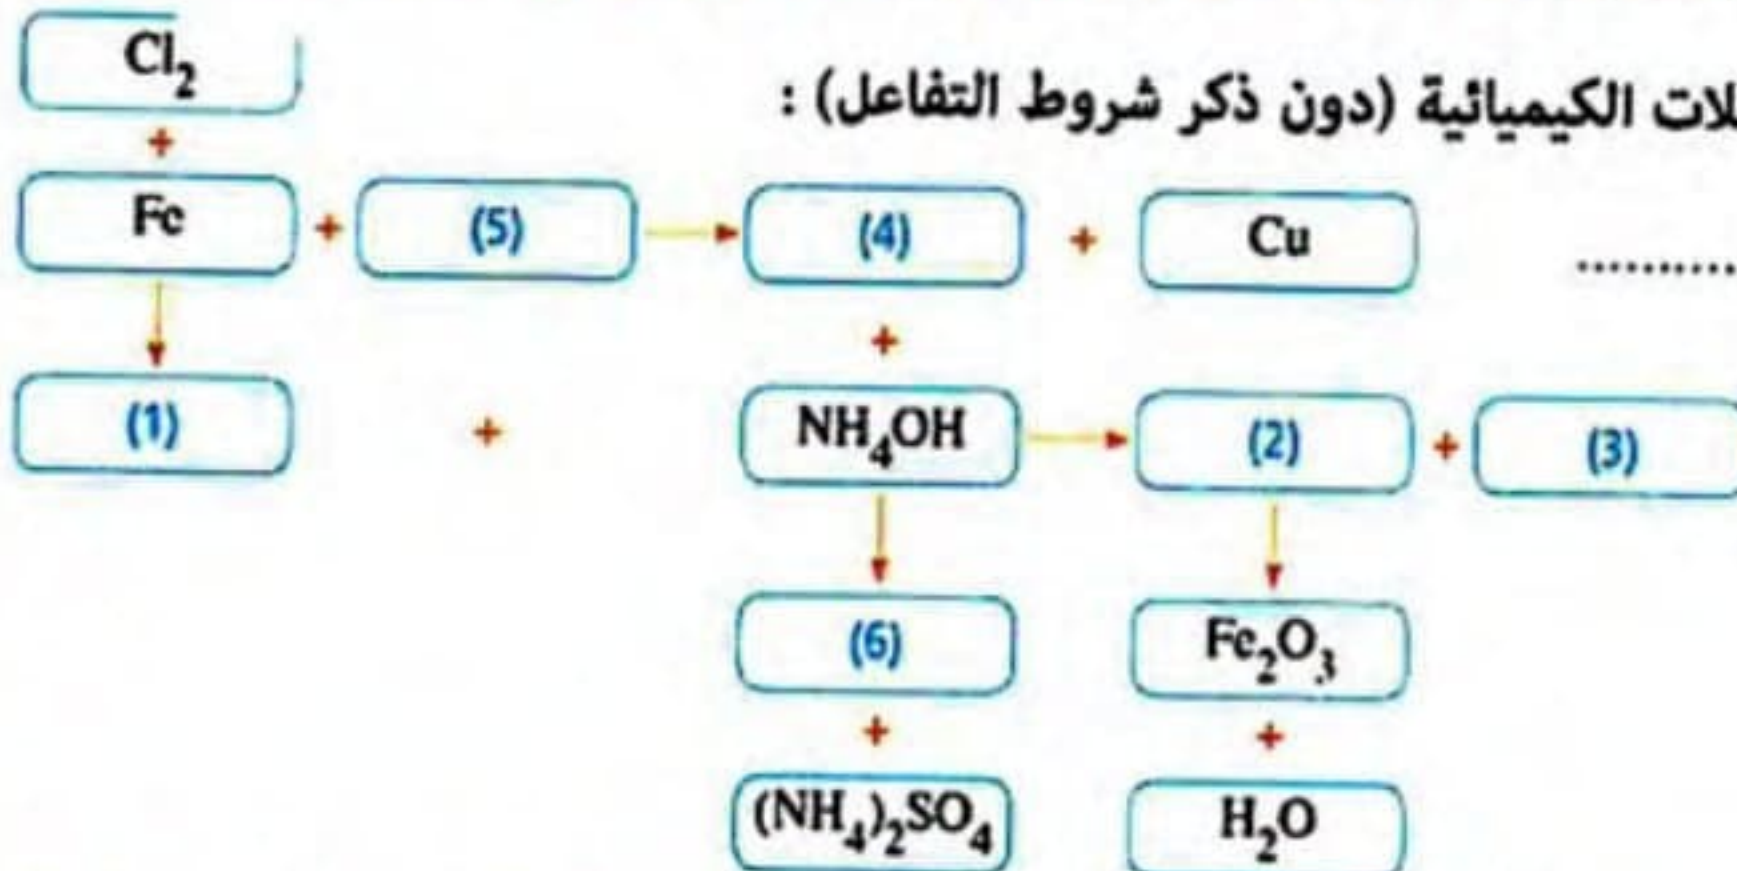 Cl₂
لات الكيميائية (دون ذكر شروط التفاعل) :
+
Fe + (5) → (4) + Cu ...........
+
(1) + NH₄OH → (2) + (3)
(6) Fe₂O₃
+ +
(NH₄)₂SO₄ H₂O